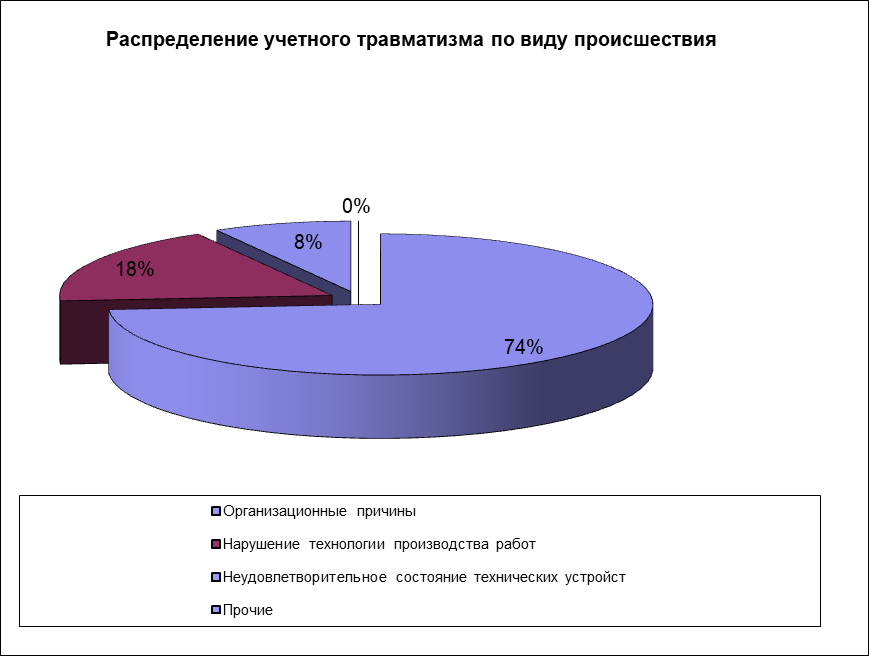 Распределение учетного травматизма по виду происшествия
0%
8%
18%
74%
Организационные причины
Нарушение технологии производства работ
Неудовлетворительное состояние технических устройст
Прочие